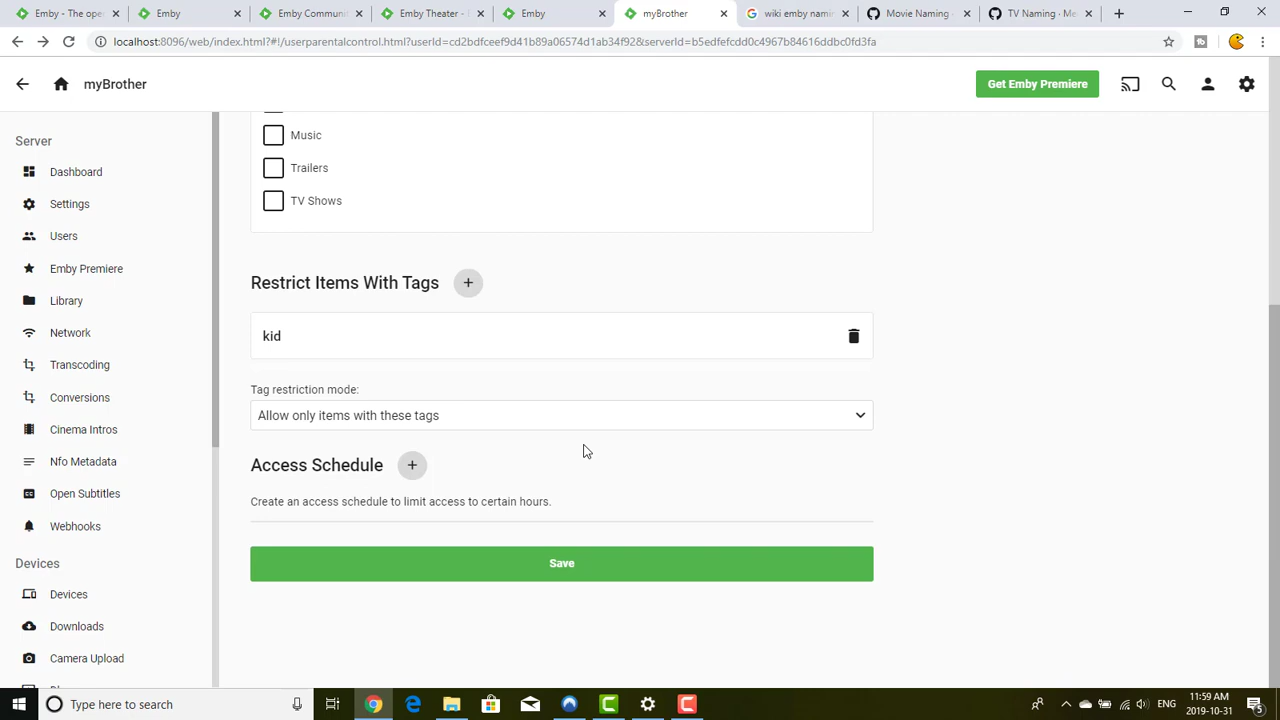 Emby - The ope
Emby
Emby Commun
Emby Theater -
Emby
myBrother
wiki emby nami
Movie Naming ·
TV Naming · Me
localhost:8096/web/index.html?#!/userparentalcontrol.html?userId=cd2bdfceef9d41b89a06574d1ab34f92&serverId=b5edfefcdd0c4967b84616ddbc0fd3fa
myBrother
Get Emby Premiere
Server
Dashboard
Settings
Users
Emby Premiere
Library
Network
Transcoding
Conversions
Cinema Intros
Nfo Metadata
Open Subtitles
Webhooks
Devices
Devices
Downloads
Camera Upload
Music
Trailers
TV Shows
Restrict Items With Tags
kid
Tag restriction mode:
Allow only items with these tags
Access Schedule
Create an access schedule to limit access to certain hours.
Save
Type here to search
ENG
11:59 AM
2019-10-31